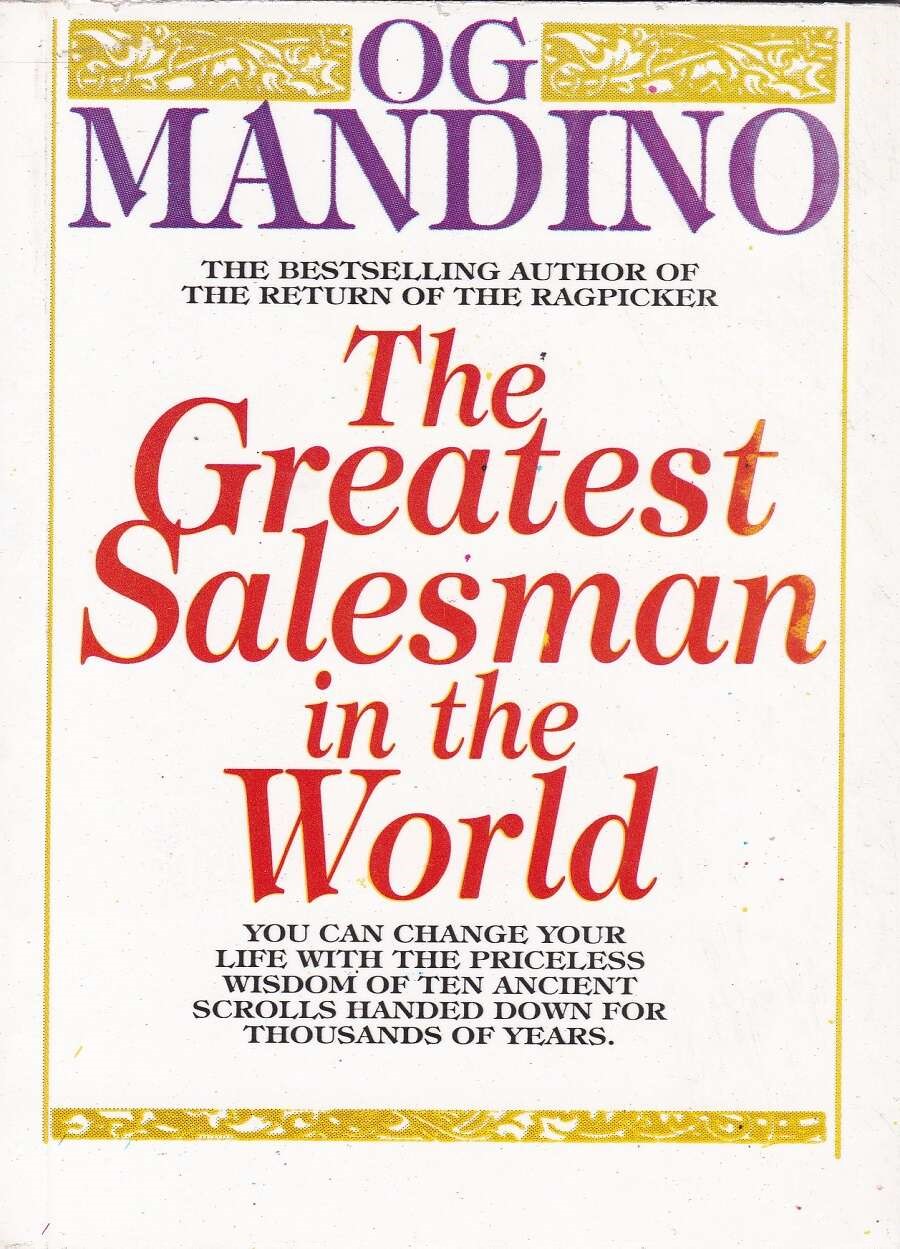 OG
MANDINO
THE BESTSELLING AUTHOR OF
THE RETURN OF THE RAGPICKER
The
Greatest
Salesman
in the
World
YOU CAN CHANGE YOUR
LIFE WITH THE PRICELESS
WISDOM OF TEN ANCIENT
SCROLLS HANDED DOWN FOR
THOUSANDS OF YEARS.